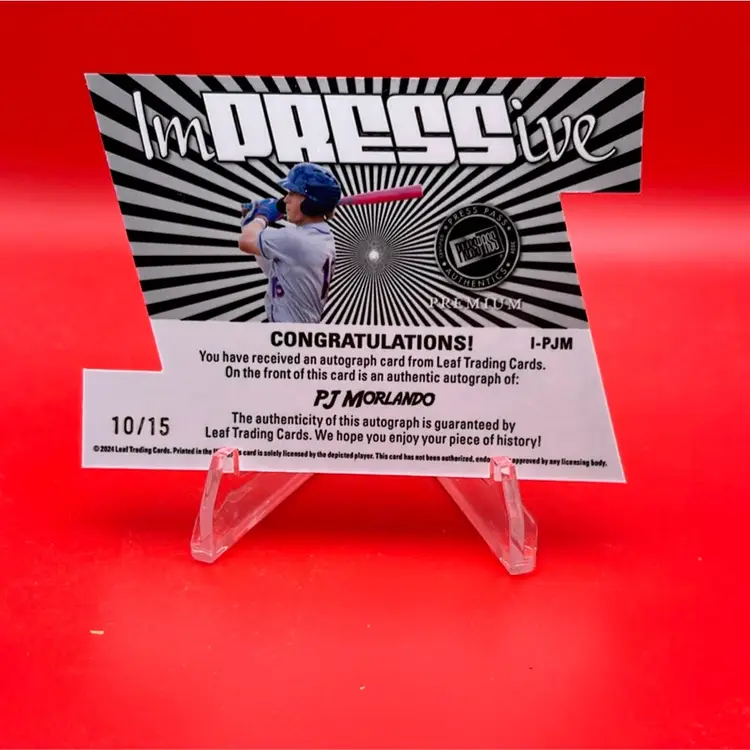 ImPRESSive
PRESS PASS
AUTHENTICS
PREMIUM
CONGRATULATIONS!
I-PJM
You have received an autograph card from Leaf Trading Cards.
On the front of this card is an authentic autograph of:
PJ MORLANDO
10/15
The authenticity of this autograph is guaranteed by
Leaf Trading Cards. We hope you enjoy your piece of history!
© 2024 Leaf Trading Cards. Printed in the card is solely licensed by the depicted player. This card has not been authorized, approved by any licensing body.